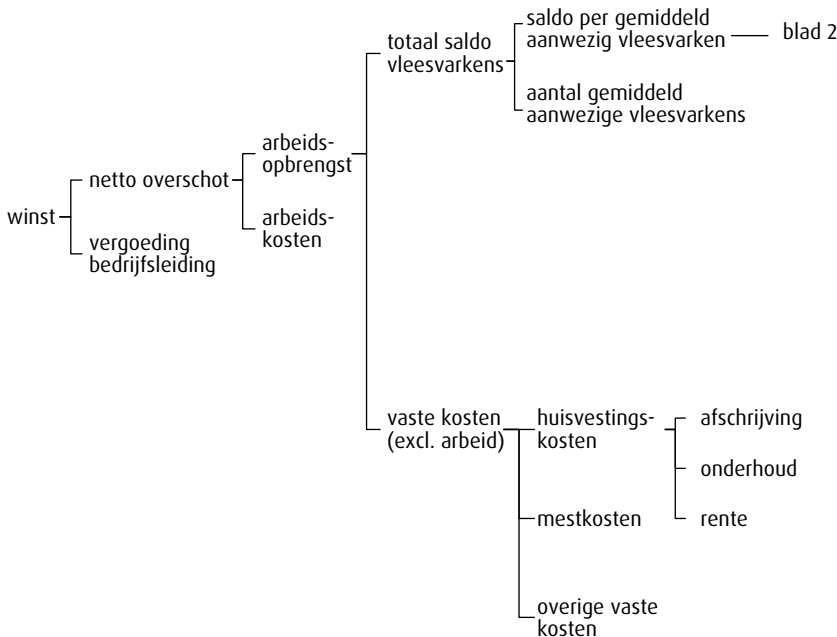 saldo per gemiddeld
aanwezig vleesvarken
blad 2
totaal saldo
vleesvarkens
aantal gemiddeld
aanwezige vleesvarkens
arbeids-
opbrengst
netto overschot
winst
arbeids-
kosten
vergoeding
bedrijfsleiding
vaste kosten
(excl. arbeid)
huisvestings-
kosten
afschrijving
onderhoud
mestkosten
rente
overige vaste
kosten